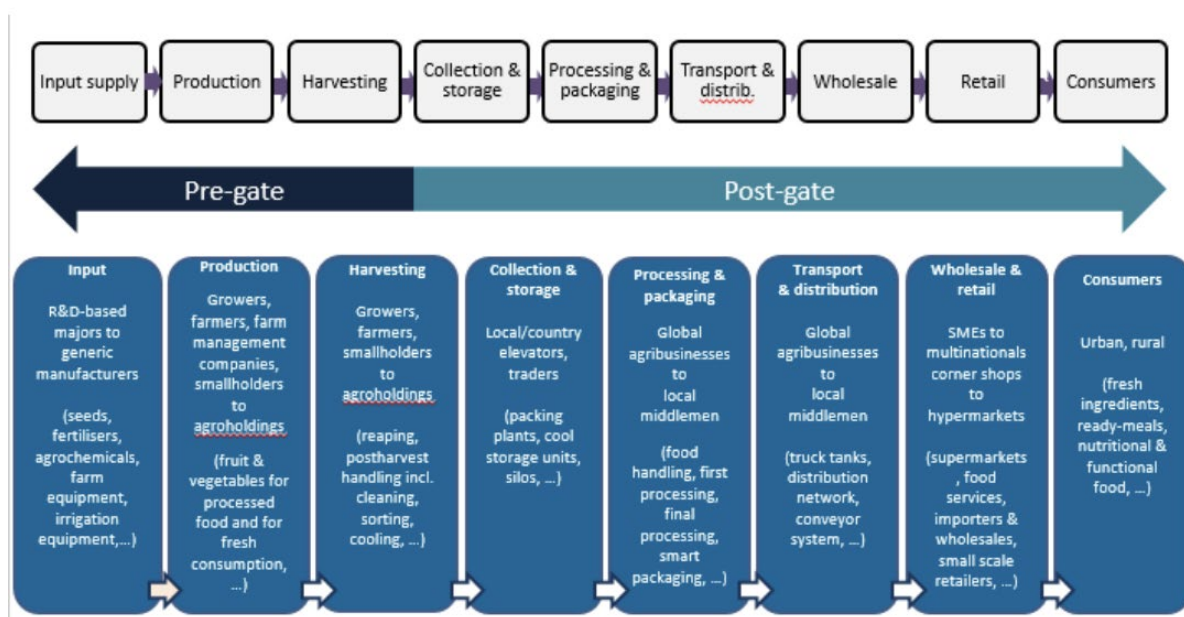 Input supply
Production
Harvesting
Collection &
storage
Processing &
packaging
Transport &
distrib.
Wholesale
Retail
Consumers
Pre-gate
Post-gate
Input
R&D-based
majors to
generic
manufacturers
(seeds,
fertilisers,
agrochemicals,
farm
equipment,
irrigation
equipment,...)
Production
Growers,
farmers, farm
management
companies,
smallholders
to
agroholdings
(fruit &
vegetables for
processed
food and for
fresh
consumption,
...)
Harvesting
Growers,
farmers,
smallholders
to
agroholdings
(reaping,
postharvest
handling incl.
cleaning,
sorting,
cooling, ...)
Collection &
storage
Local/country
elevators,
traders
(packing
plants, cool
storage units,
silos, ...)
Processing &
packaging
Global
agribusinesses
to
local
middlemen
(food
handling, first
processing,
final
processing,
smart
packaging, ...)
Transport
& distribution
Global
agribusinesses
to
local
middlemen
(truck tanks,
distribution
network,
conveyor
system, ...)
Wholesale &
retail
SMEs to
multinationals
corner shops
to
hypermarkets
(supermarkets
, food
services,
importers &
wholesales,
small scale
retailers, ...)
Consumers
Urban, rural
(fresh
ingredients,
ready-meals,
nutritional &
functional
food, ...)